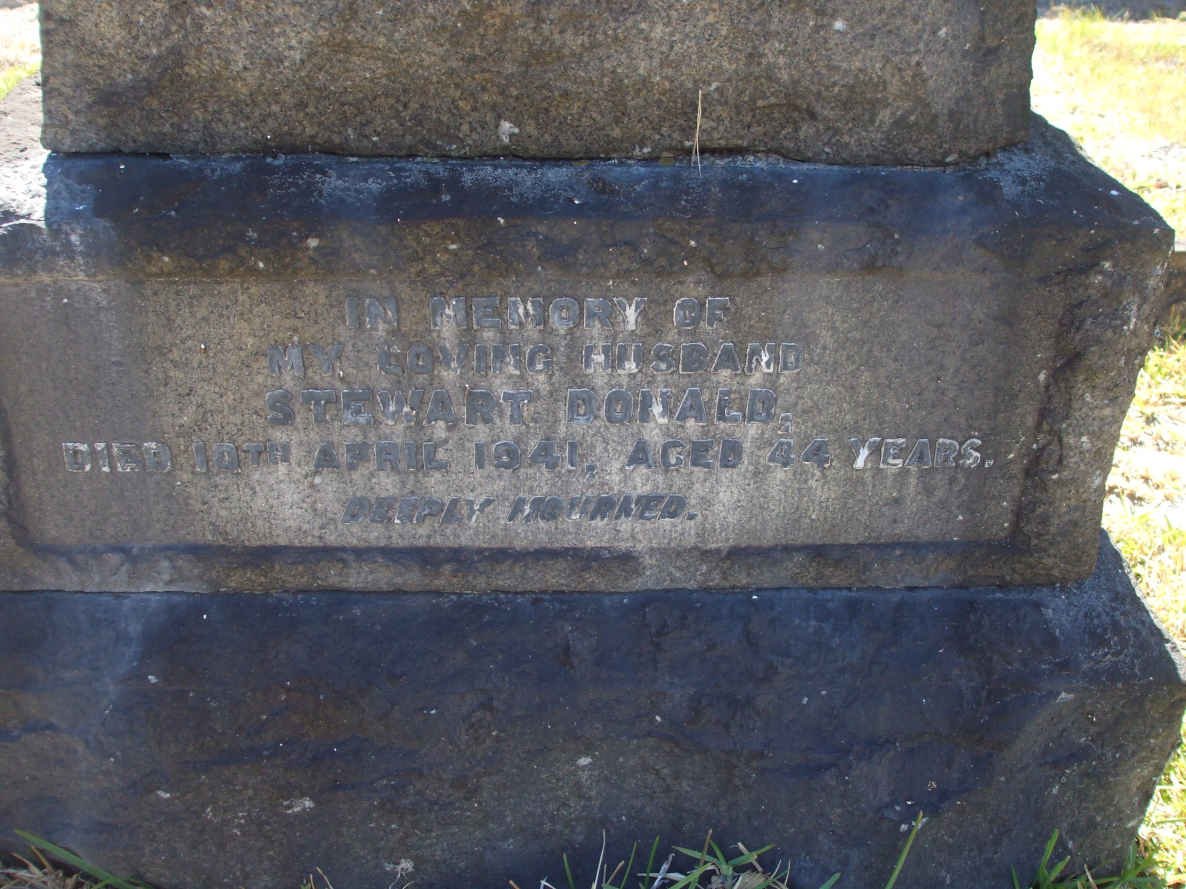 IN MEMORY OF
MY LOVING HUSBAND
STEWART DONALD,
DIED 10TH APRIL 1941, AGED 44 YEARS.
DEEPLY MOURNED.